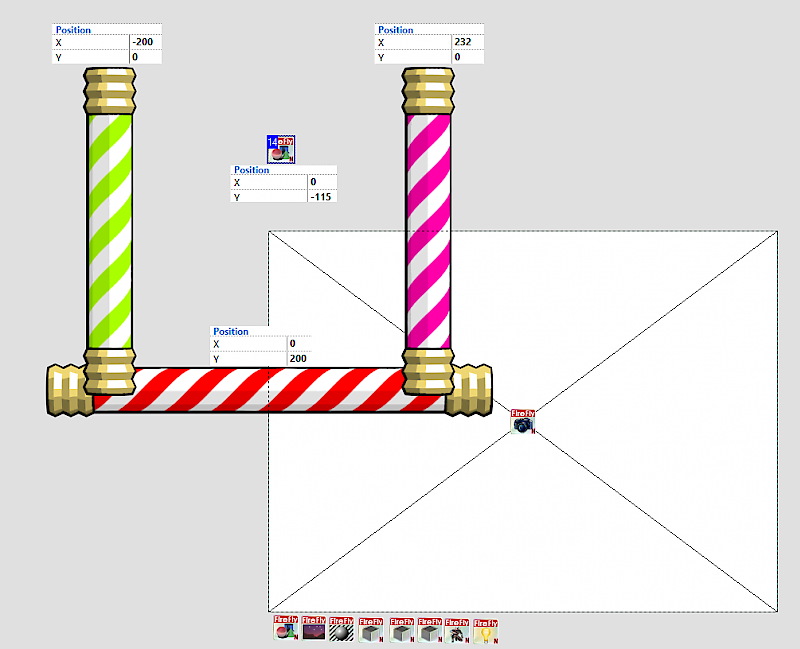 Position
X -200
Y 0
Position
X 232
Y 0
14 eFly
N
Position
X 0
Y -115
Position
X 0
Y 200
FireFly
N
FireFly FireFly FireFly FireFly FireFly FireFly FireFly FireFly
N N N N N N N N